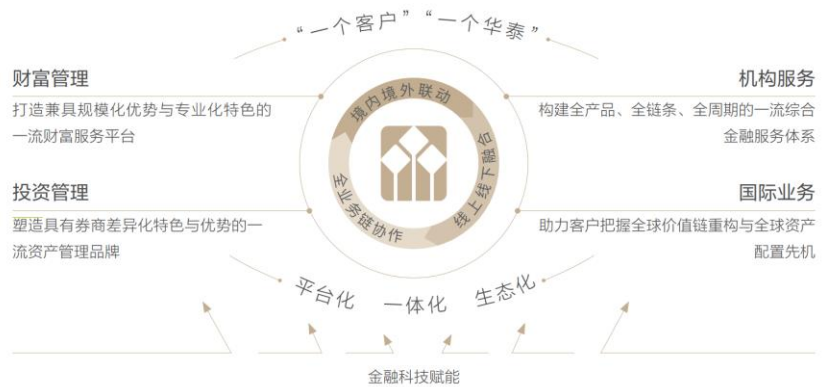 “一个客户”“一个华泰”
财富管理
打造兼具规模化优势与专业化特色的
一流财富服务平台
机构服务
构建全产品、全链条、全周期的一流综合
金融服务体系
境内境外联动
线上线下融合
全业务链协作
投资管理
塑造具有券商差异化特色与优势的一
流资产管理品牌
国际业务
助力客户把握全球价值链重构与全球资产
配置先机
平台化 一体化 生态化
金融科技赋能